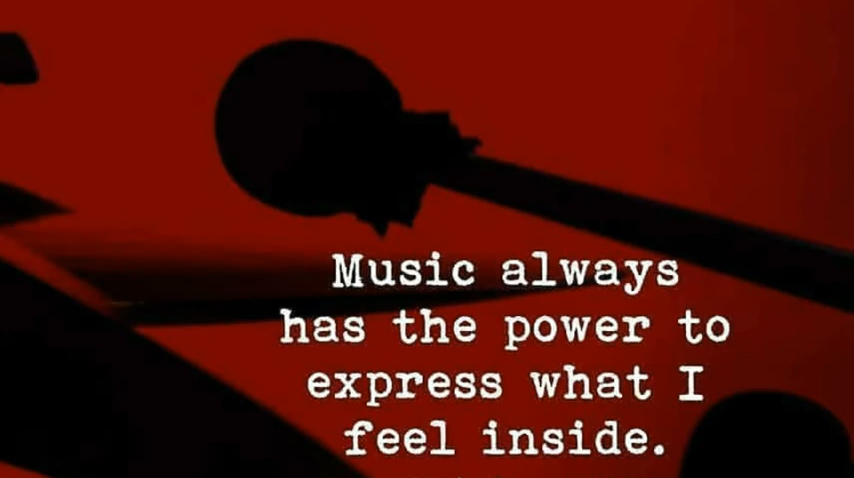 Music always
has the power to
express what I
feel inside.